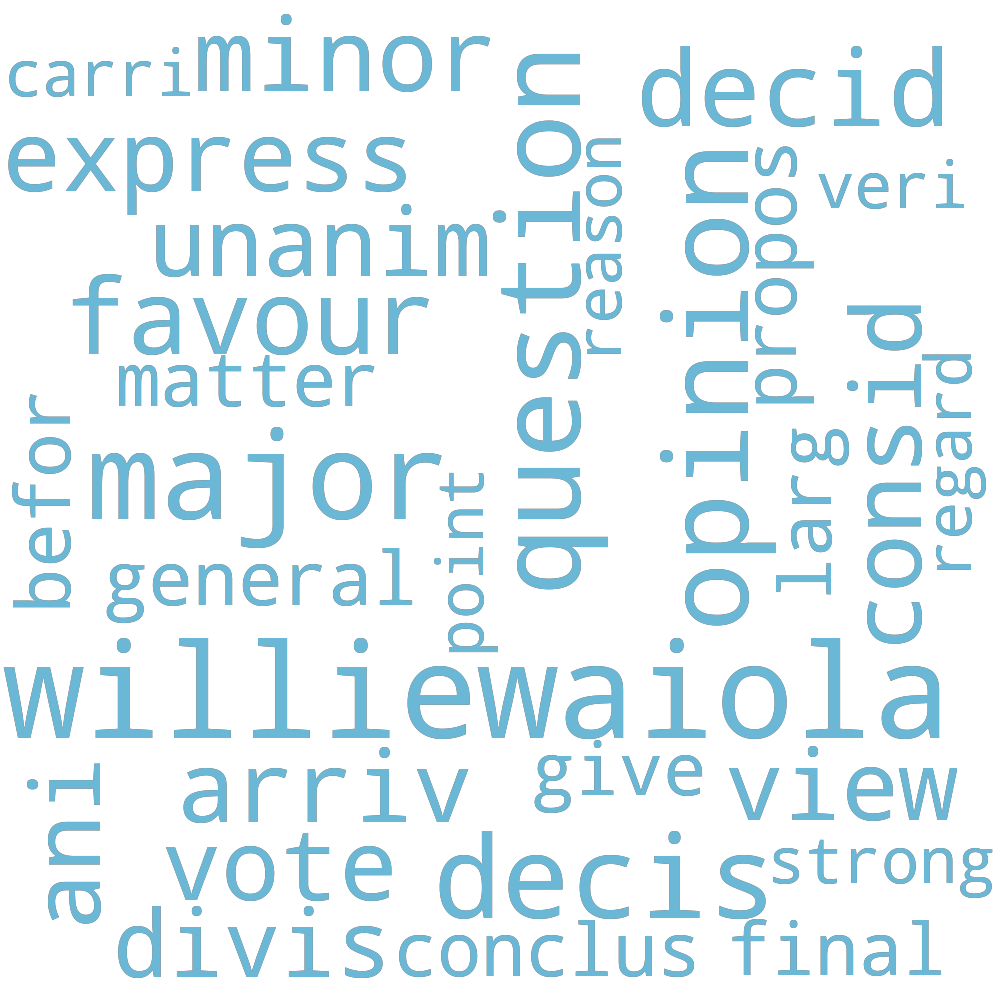 carri
minor
decid
express
question
reason
opinion
propos
veri
unanim
favour
matter
befor
major
point
larg
consid
regard
general
williewaiola
ani
arriv
give
view
vote
decis
strong
divis
conclus
final